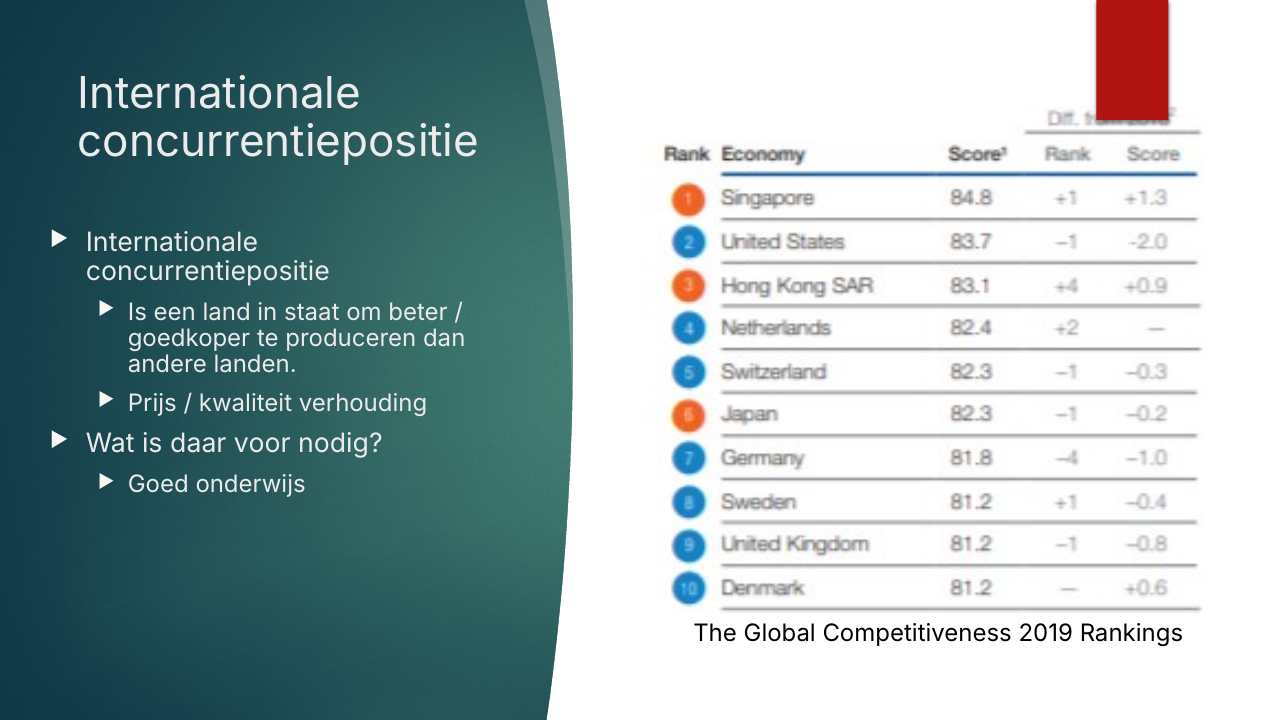 Internationale
concurrentiepositie
Internationale
concurrentiepositie
Is een land in staat om beter /
goedkoper te produceren dan
andere landen.
Prijs / kwaliteit verhouding
Wat is daar voor nodig?
Goed onderwijs
Diff.
Rank Economy Score¹ Rank Score
1 Singapore 84.8 +1 +1.3
2 United States 83.7 –1 -2.0
3 Hong Kong SAR 83.1 +4 +0.9
4 Netherlands 82.4 +2 —
5 Switzerland 82.3 –1 –0.3
6 Japan 82.3 –1 –0.2
7 Germany 81.8 –4 –1.0
8 Sweden 81.2 +1 –0.4
9 United Kingdom 81.2 –1 –0.8
10 Denmark 81.2 — +0.6
The Global Competitiveness 2019 Rankings